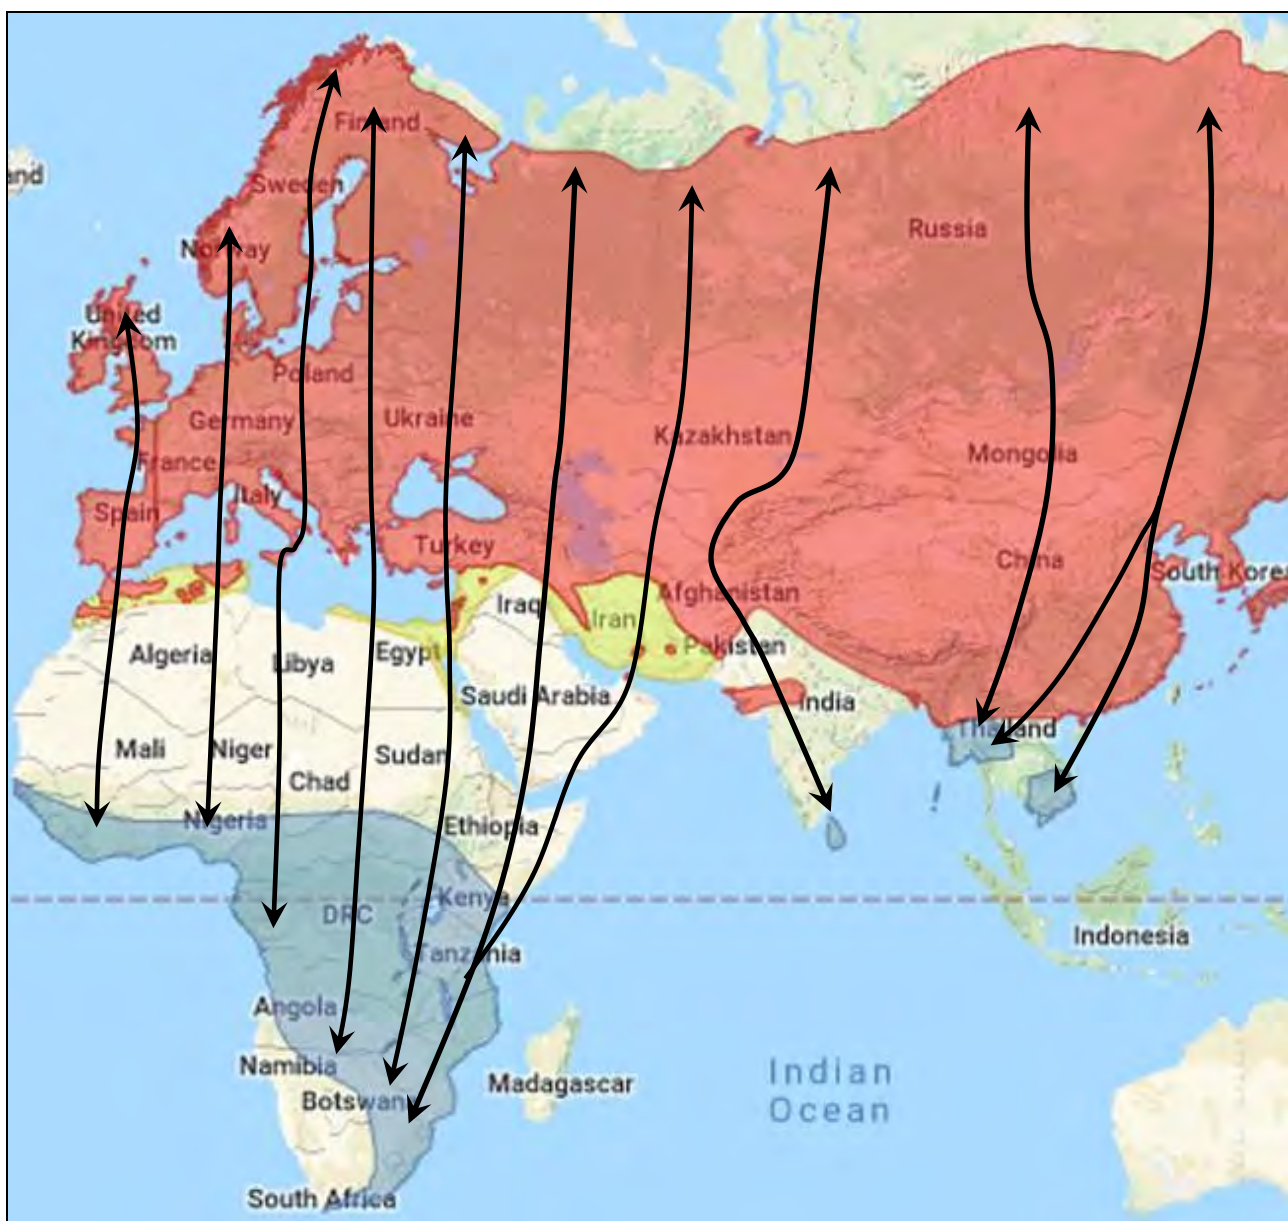 and
Finland
Sweden
Norway
Russia
United
Kingdom
Poland
Germany
Ukraine
Kazakhstan
Mongolia
France
Italy
Spain
Turkey
China
South Korea
Afghanistan
Iraq
Iran
Pakistan
Algeria
Libya
Egypt
Saudi Arabia
India
Thailand
Mali
Niger
Sudan
Chad
Nigeria
Ethiopia
Kenya
DRC
Tanzania
Indonesia
Angola
Namibia
Botswana
Madagascar
Indian
Ocean
South Africa